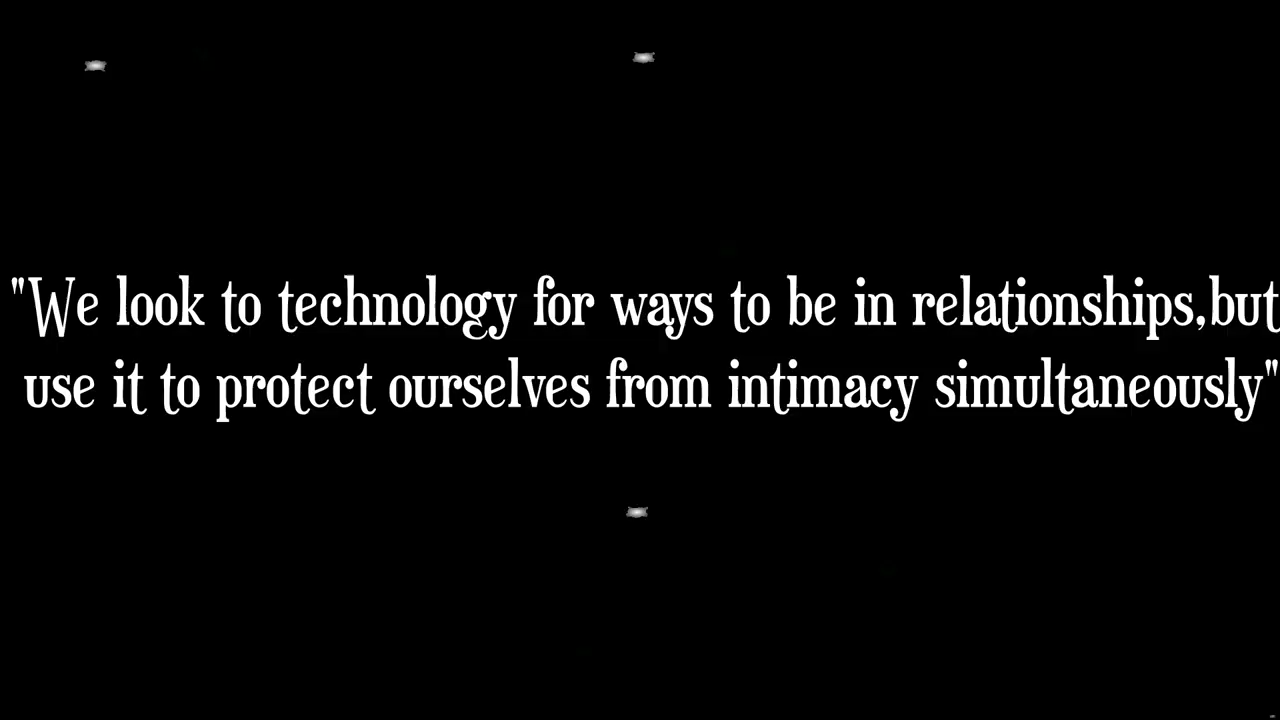 "We look to technology for ways to be in relationships,but
use it to protect ourselves from intimacy simultaneously"